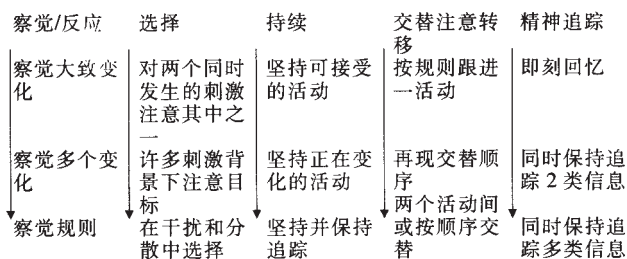 察觉/反应 选择 持续 交替注意转移 精神追踪
察觉大致变化 对两个同时发生的刺激注意其中之一 坚持可接受的活动 按规则跟进一活动 即刻回忆
察觉多个变化 许多刺激背景下注意目标 坚持正在变化的活动 再现交替顺序 同时保持追踪2类信息
察觉规则 在干扰和分散中选择 坚持并保持追踪 两个活动间或按顺序交替 同时保持追踪多类信息